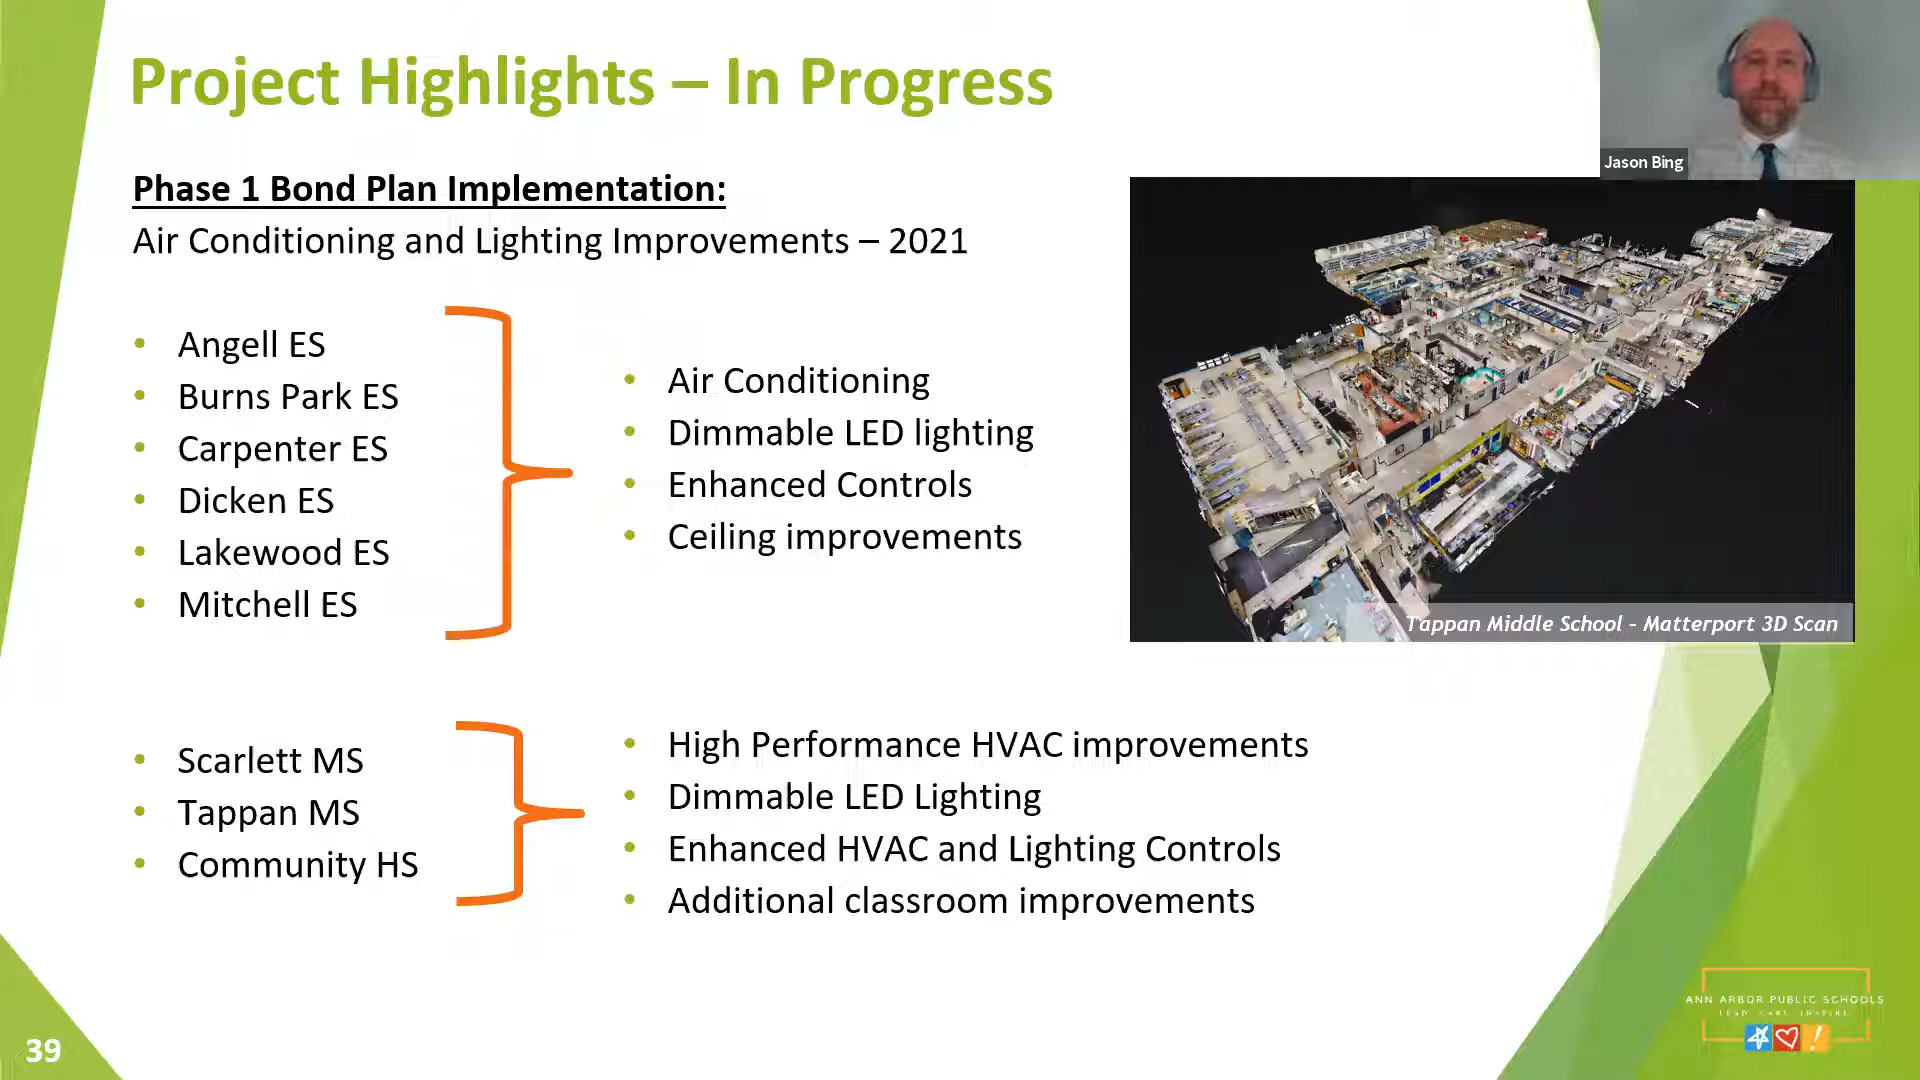 Project Highlights – In Progress
Jason Bing
Phase 1 Bond Plan Implementation:
Air Conditioning and Lighting Improvements – 2021
• Angell ES
• Burns Park ES
• Carpenter ES
• Dicken ES
• Lakewood ES
• Mitchell ES
• Air Conditioning
• Dimmable LED lighting
• Enhanced Controls
• Ceiling improvements
Tappan Middle School - Matterport 3D Scan
• Scarlett MS
• Tappan MS
• Community HS
• High Performance HVAC improvements
• Dimmable LED Lighting
• Enhanced HVAC and Lighting Controls
• Additional classroom improvements
ANN ARBOR PUBLIC SCHOOLS
LEAD CARE INSPIRE
39